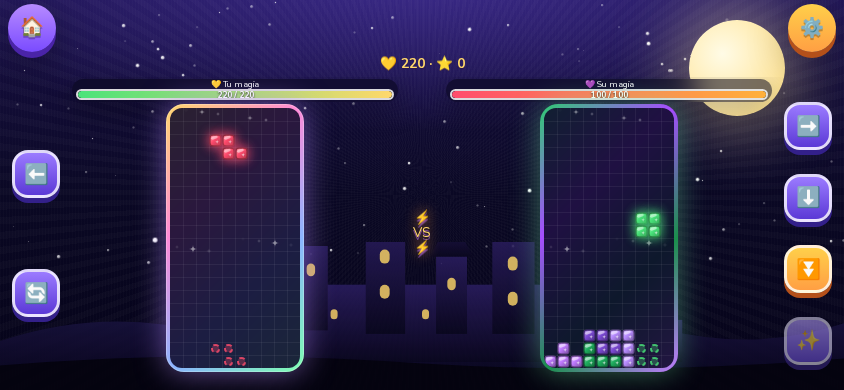 💛 220 · ⭐ 0
💛 Tu magia
220 / 220
💜 Su magia
100/100
⚡
VS
⚡